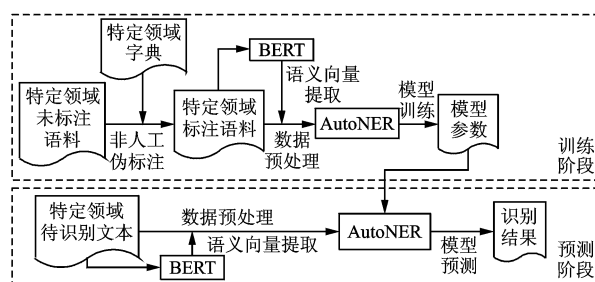 特定领域
字典
BERT
语义向量
提取
特定领域
未标注
语料
非人工
伪标注
特定领域
标注语料
数据
预处理
AutoNER
模型
训练
模型
参数
训练
阶段
特定领域
待识别文本
数据预处理
语义向量提取
BERT
AutoNER
模型
预测
识别
结果
预测
阶段